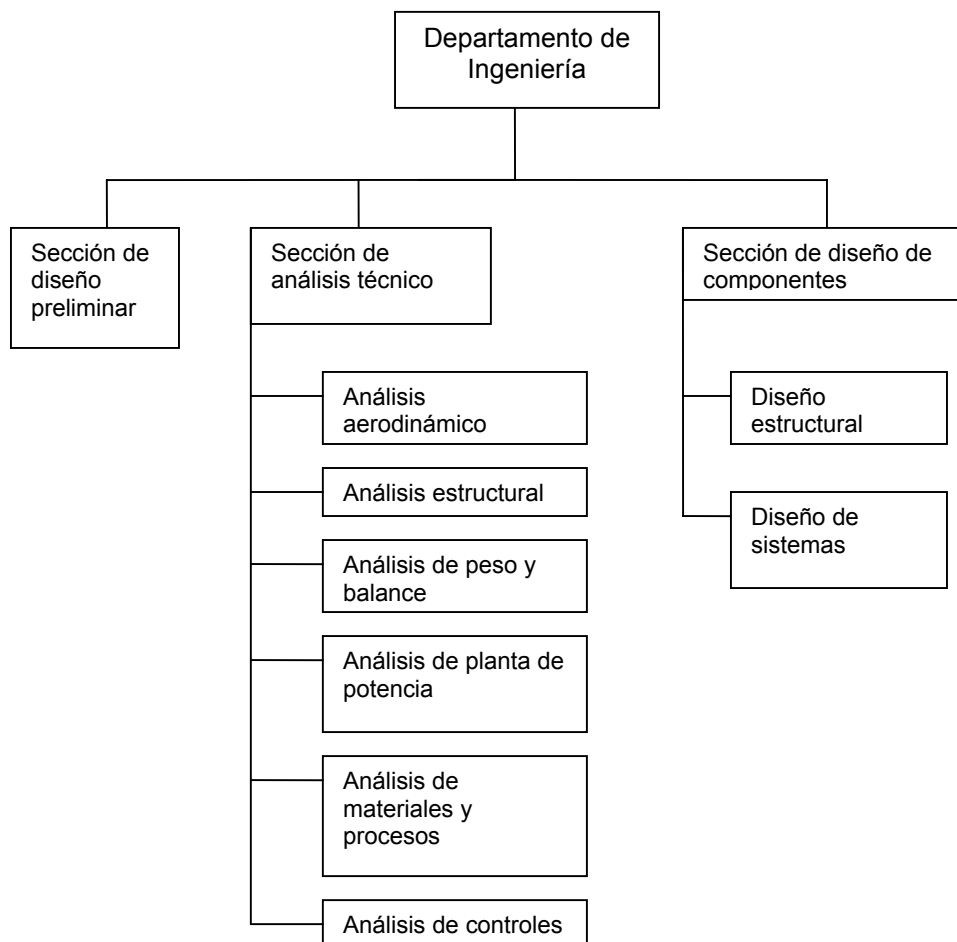 Departamento de
Ingeniería
Sección de
diseño
preliminar
Sección de
análisis técnico
Sección de diseño de
componentes
Análisis
aerodinámico
Análisis estructural
Análisis de peso y
balance
Análisis de planta de
potencia
Análisis de
materiales y
procesos
Análisis de controles
Diseño
estructural
Diseño de
sistemas